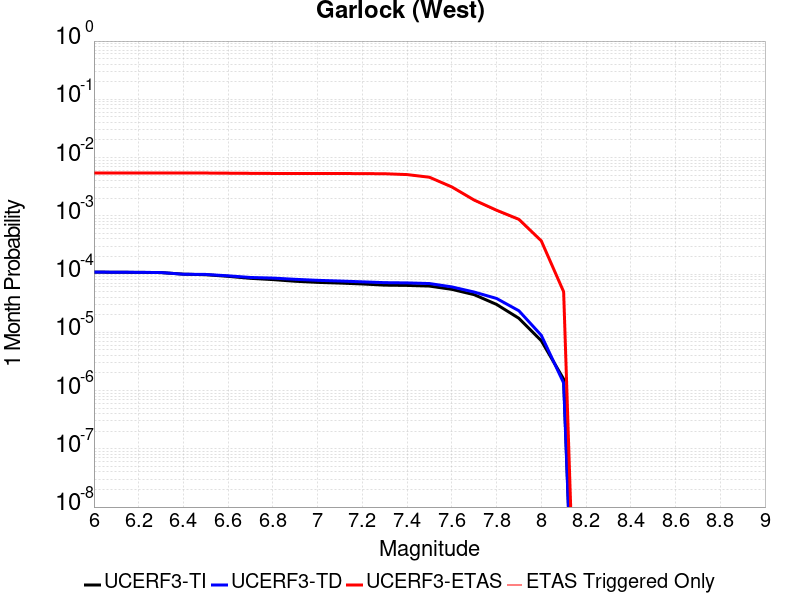 Garlock (West)
10^0
10^-1
10^-2
10^-3
10^-4
10^-5
10^-6
10^-7
10^-8
1 Month Probability
6 6.2 6.4 6.6 6.8 7 7.2 7.4 7.6 7.8 8 8.2 8.4 8.6 8.8 9
Magnitude
UCERF3-TI UCERF3-TD UCERF3-ETAS ETAS Triggered Only